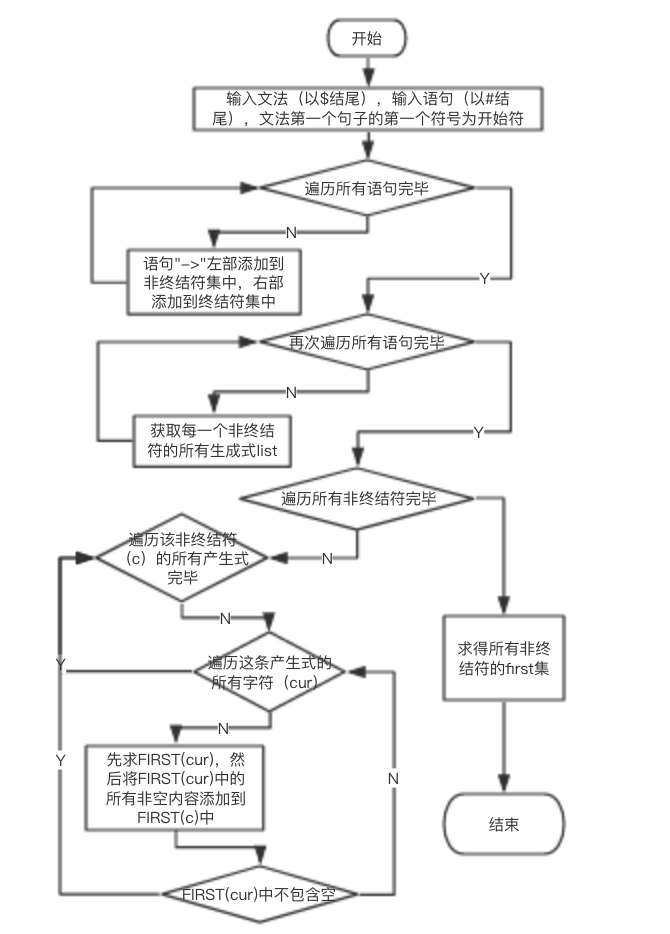 开始
输入文法（以$结尾），输入语句（以#结
尾），文法第一个句子的第一个符号为开始符
遍历所有语句完毕
N
语句"->"左部添加到
非终结符集中，右部
添加到终结符集中
Y
再次遍历所有语句完毕
N
获取每一个非终结
符的所有生成式list
Y
遍历所有非终结符完毕
遍历该非终结符
（c）的所有产生式
完毕
N
N
遍历这条产生式的
所有字符（cur）
Y
求得所有非终
结符的first集
N
先求FIRST(cur)，然
后将FIRST(cur)中的
所有非空内容添加到
FIRST(c)中
Y
N
结束
FIRST(cur)中不包含空